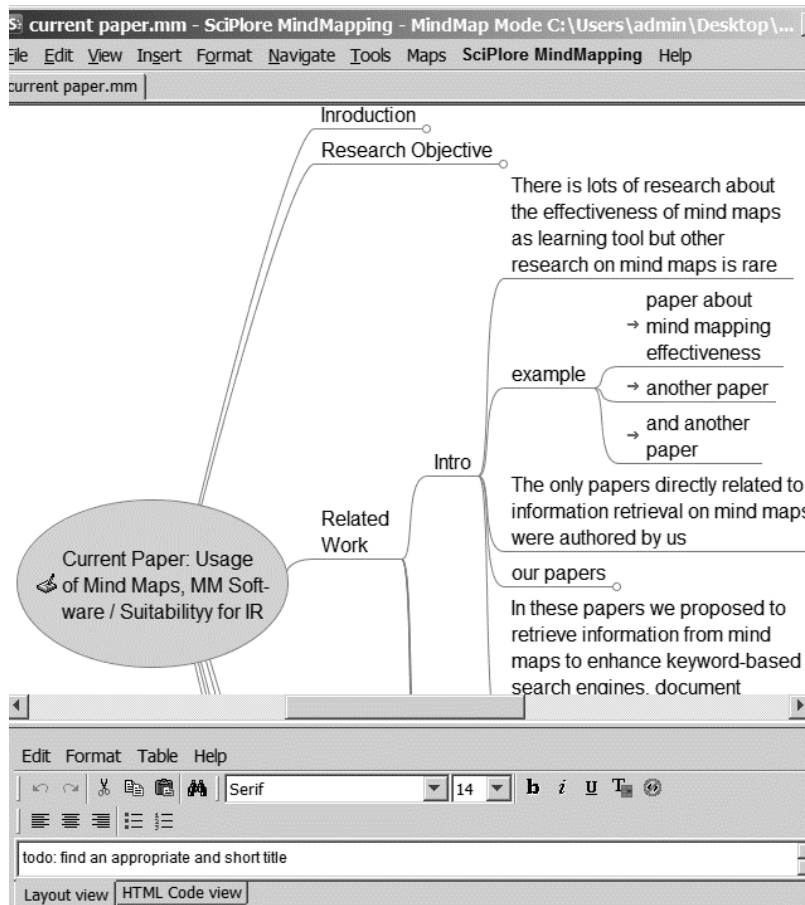 current paper.mm - SciPlore MindMapping - MindMap Mode C:\Users\admin\Desktop\...
File Edit View Insert Format Navigate Tools Maps SciPlore MindMapping Help
current paper.mm
Inroduction
Research Objective
There is lots of research about
the effectiveness of mind maps
as learning tool but other
research on mind maps is rare
paper about
mind mapping
effectiveness
example
another paper
and another
paper
Intro
The only papers directly related to
information retrieval on mind maps
were authored by us
Related
Work
our papers
Current Paper: Usage
of Mind Maps, MM Soft-
ware / Suitabilityy for IR
In these papers we proposed to
retrieve information from mind
maps to enhance keyword-based
search engines, document
Edit Format Table Help
Serif 14 b i U T
todo: find an appropriate and short title
Layout view HTML Code view